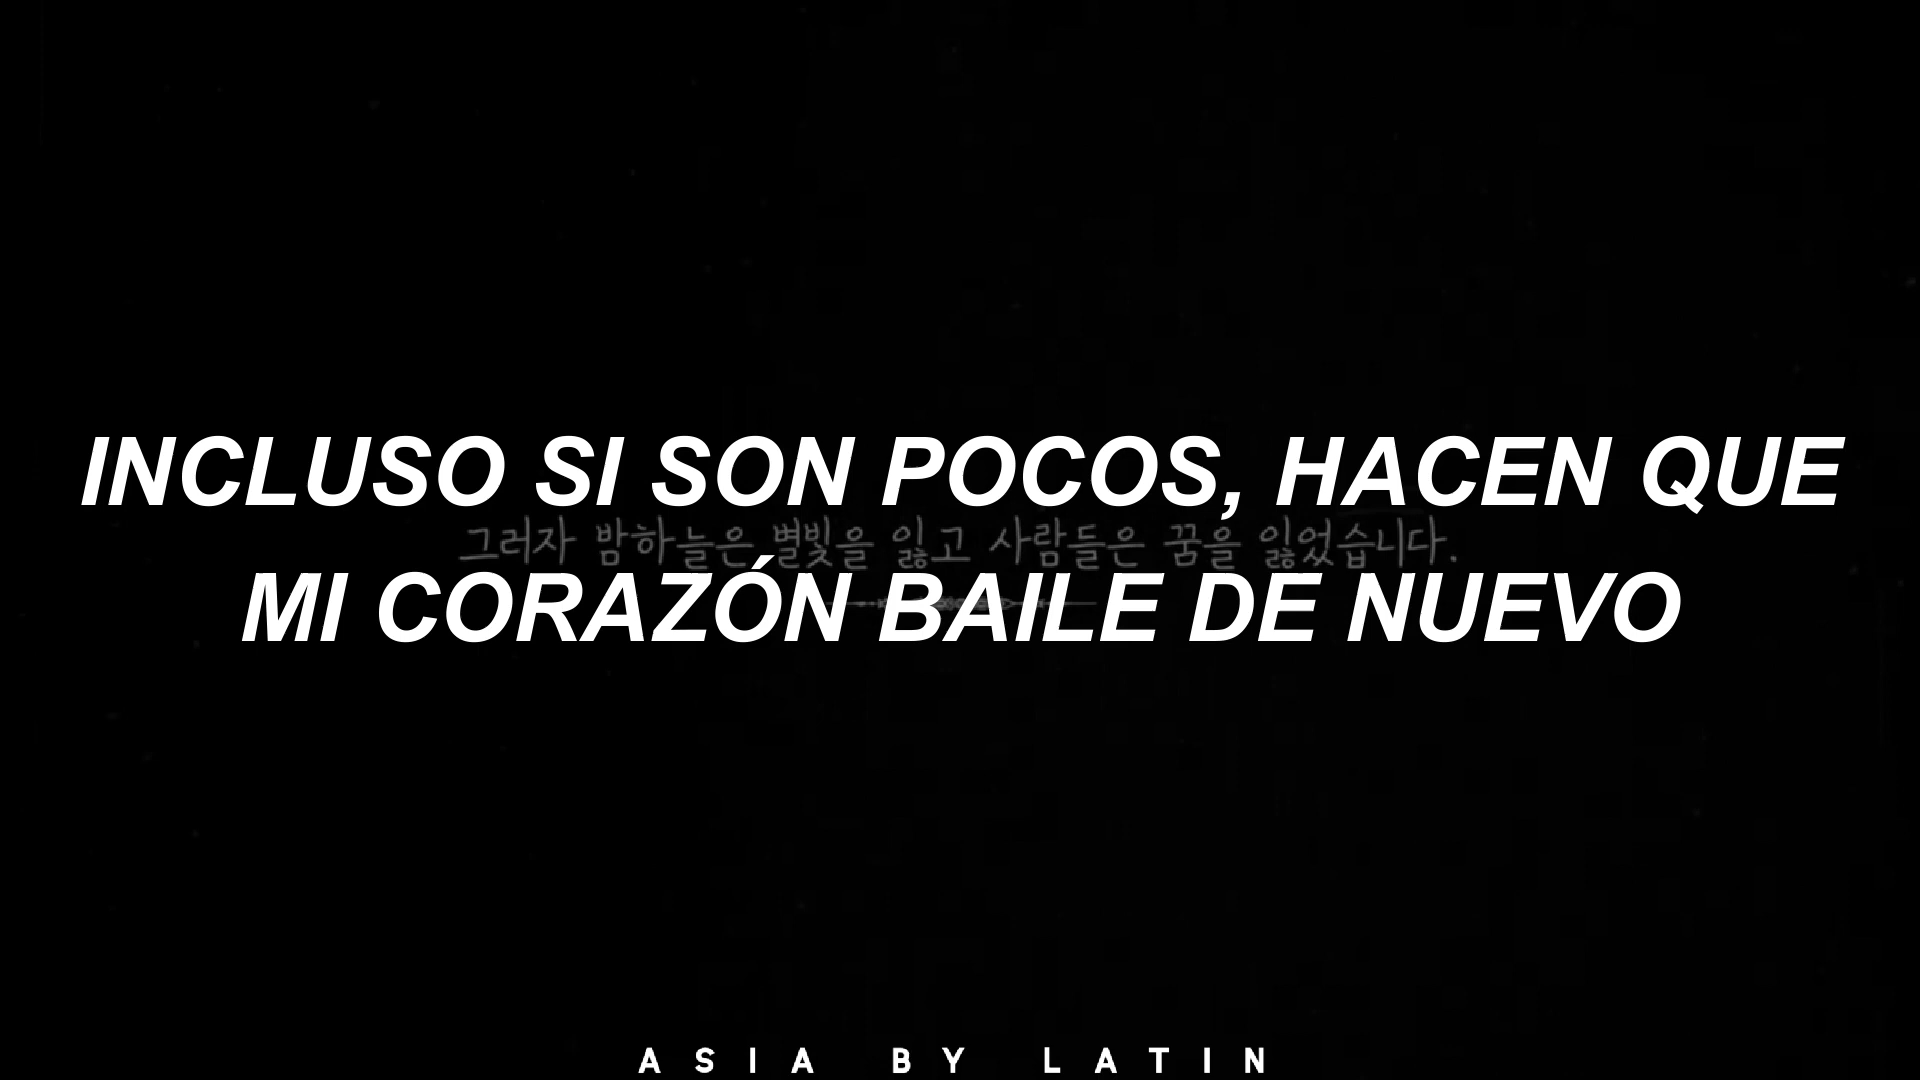 INCLUSO SI SON POCOS, HACEN QUE
그러자 밤하늘은 별빛을 잃고 사람들은 꿈을 잃었습니다.
MI CORAZÓN BAILE DE NUEVO
ASIA BY LATIN